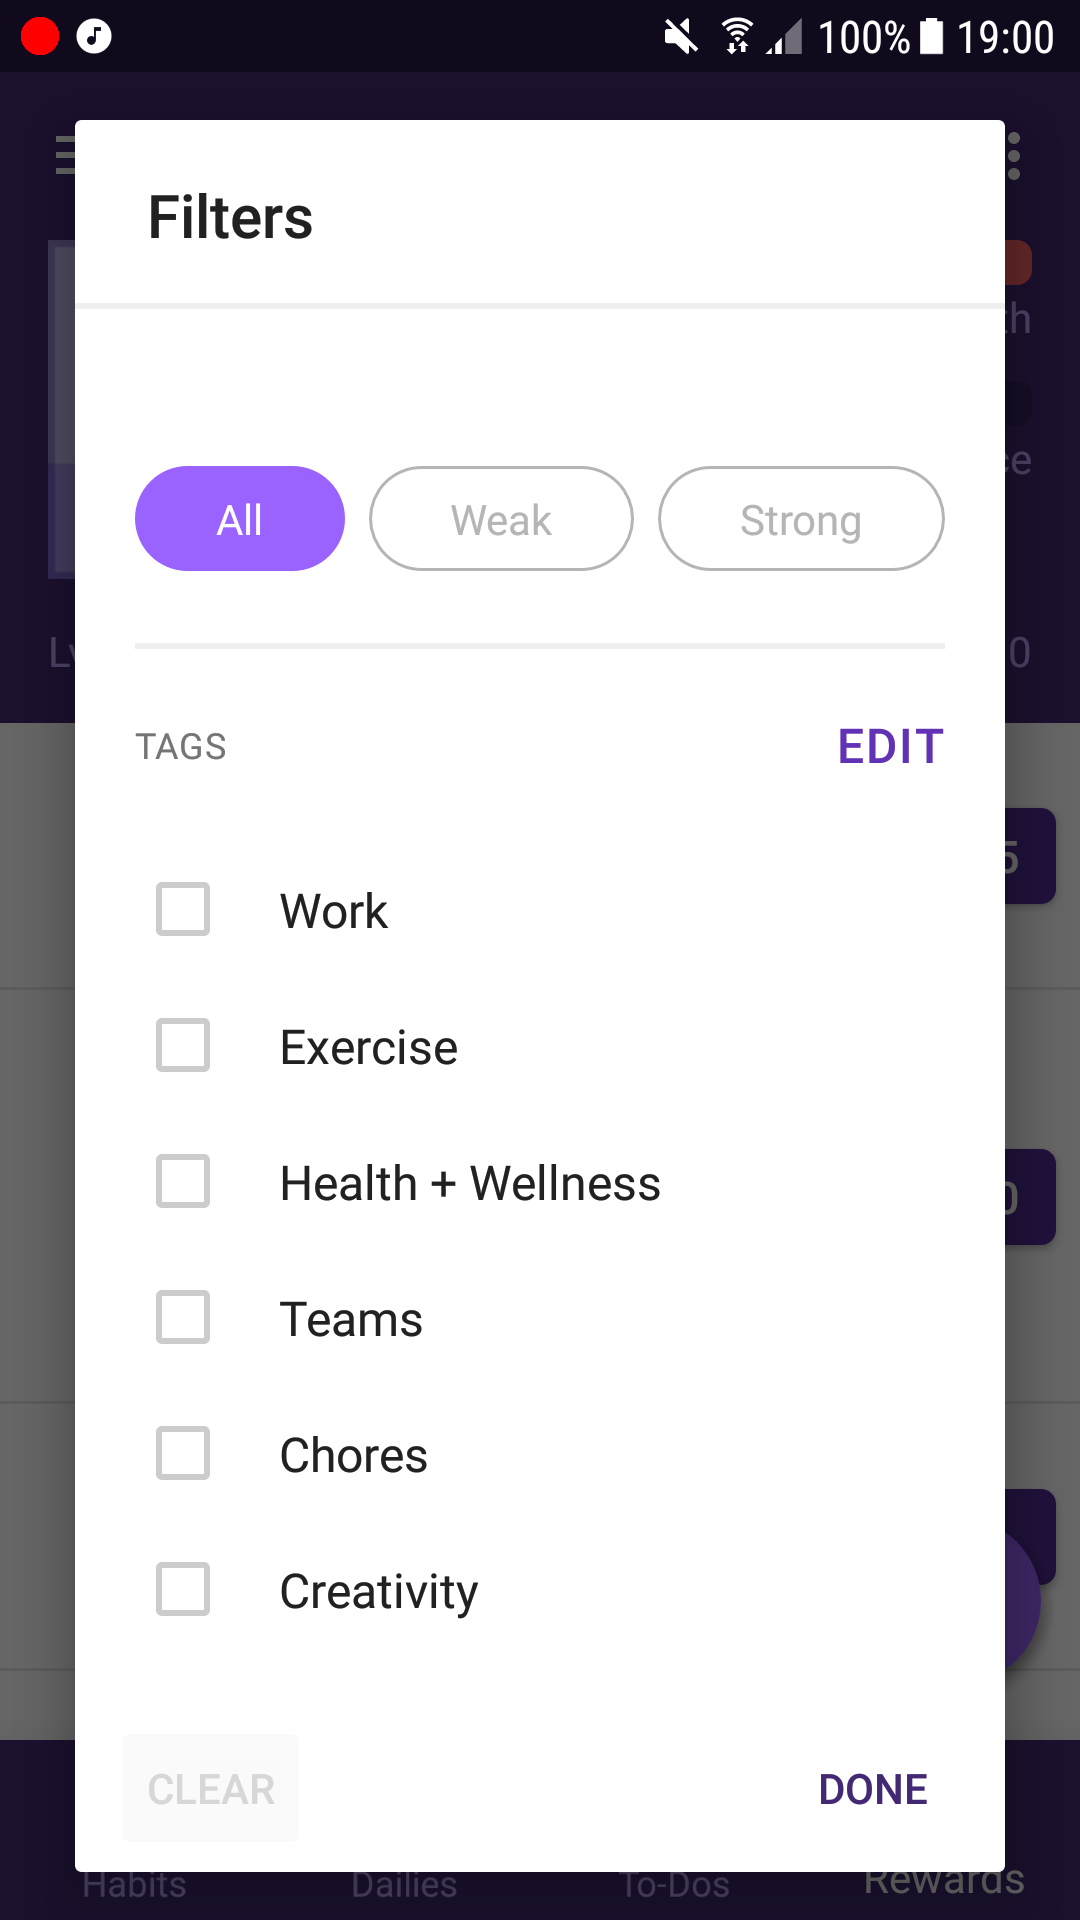 100% 19:00
Filters
All Weak Strong
TAGS EDIT
Work
Exercise
Health + Wellness
Teams
Chores
Creativity
CLEAR DONE
Habits Dailies To-Dos Rewards